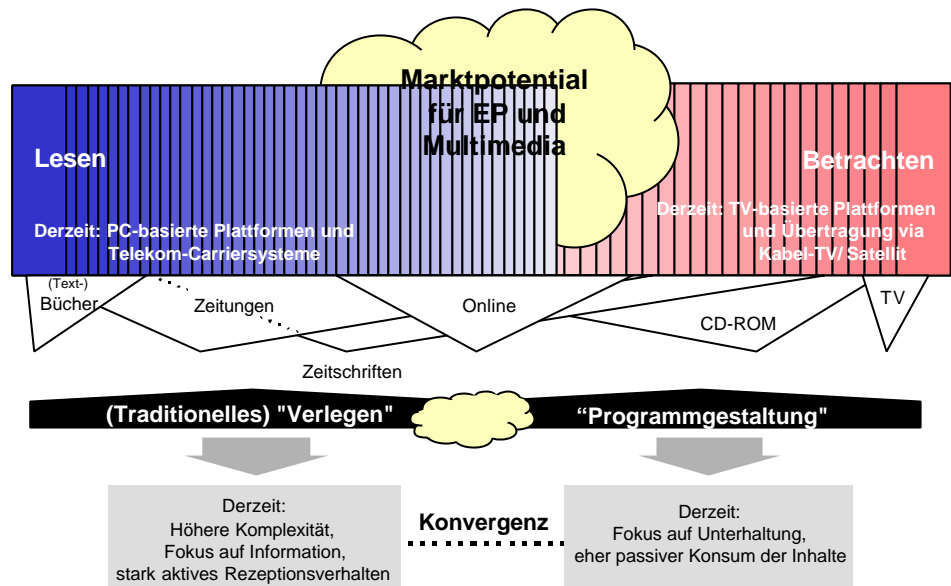 Marktpotential
für EP und
Multimedia
Lesen
Betrachten
Derzeit: PC-basierte Plattformen und
Telekom-Carriersysteme
Derzeit: TV-basierte Plattformen
und Übertragung via
Kabel-TV/ Satellit
(Text-)
Bücher
Zeitungen
Zeitschriften
Online
CD-ROM
TV
(Traditionelles) "Verlegen"
“Programmgestaltung"
Derzeit:
Höhere Komplexität,
Fokus auf Information,
stark aktives Rezeptionsverhalten
Konvergenz
Derzeit:
Fokus auf Unterhaltung,
eher passiver Konsum der Inhalte